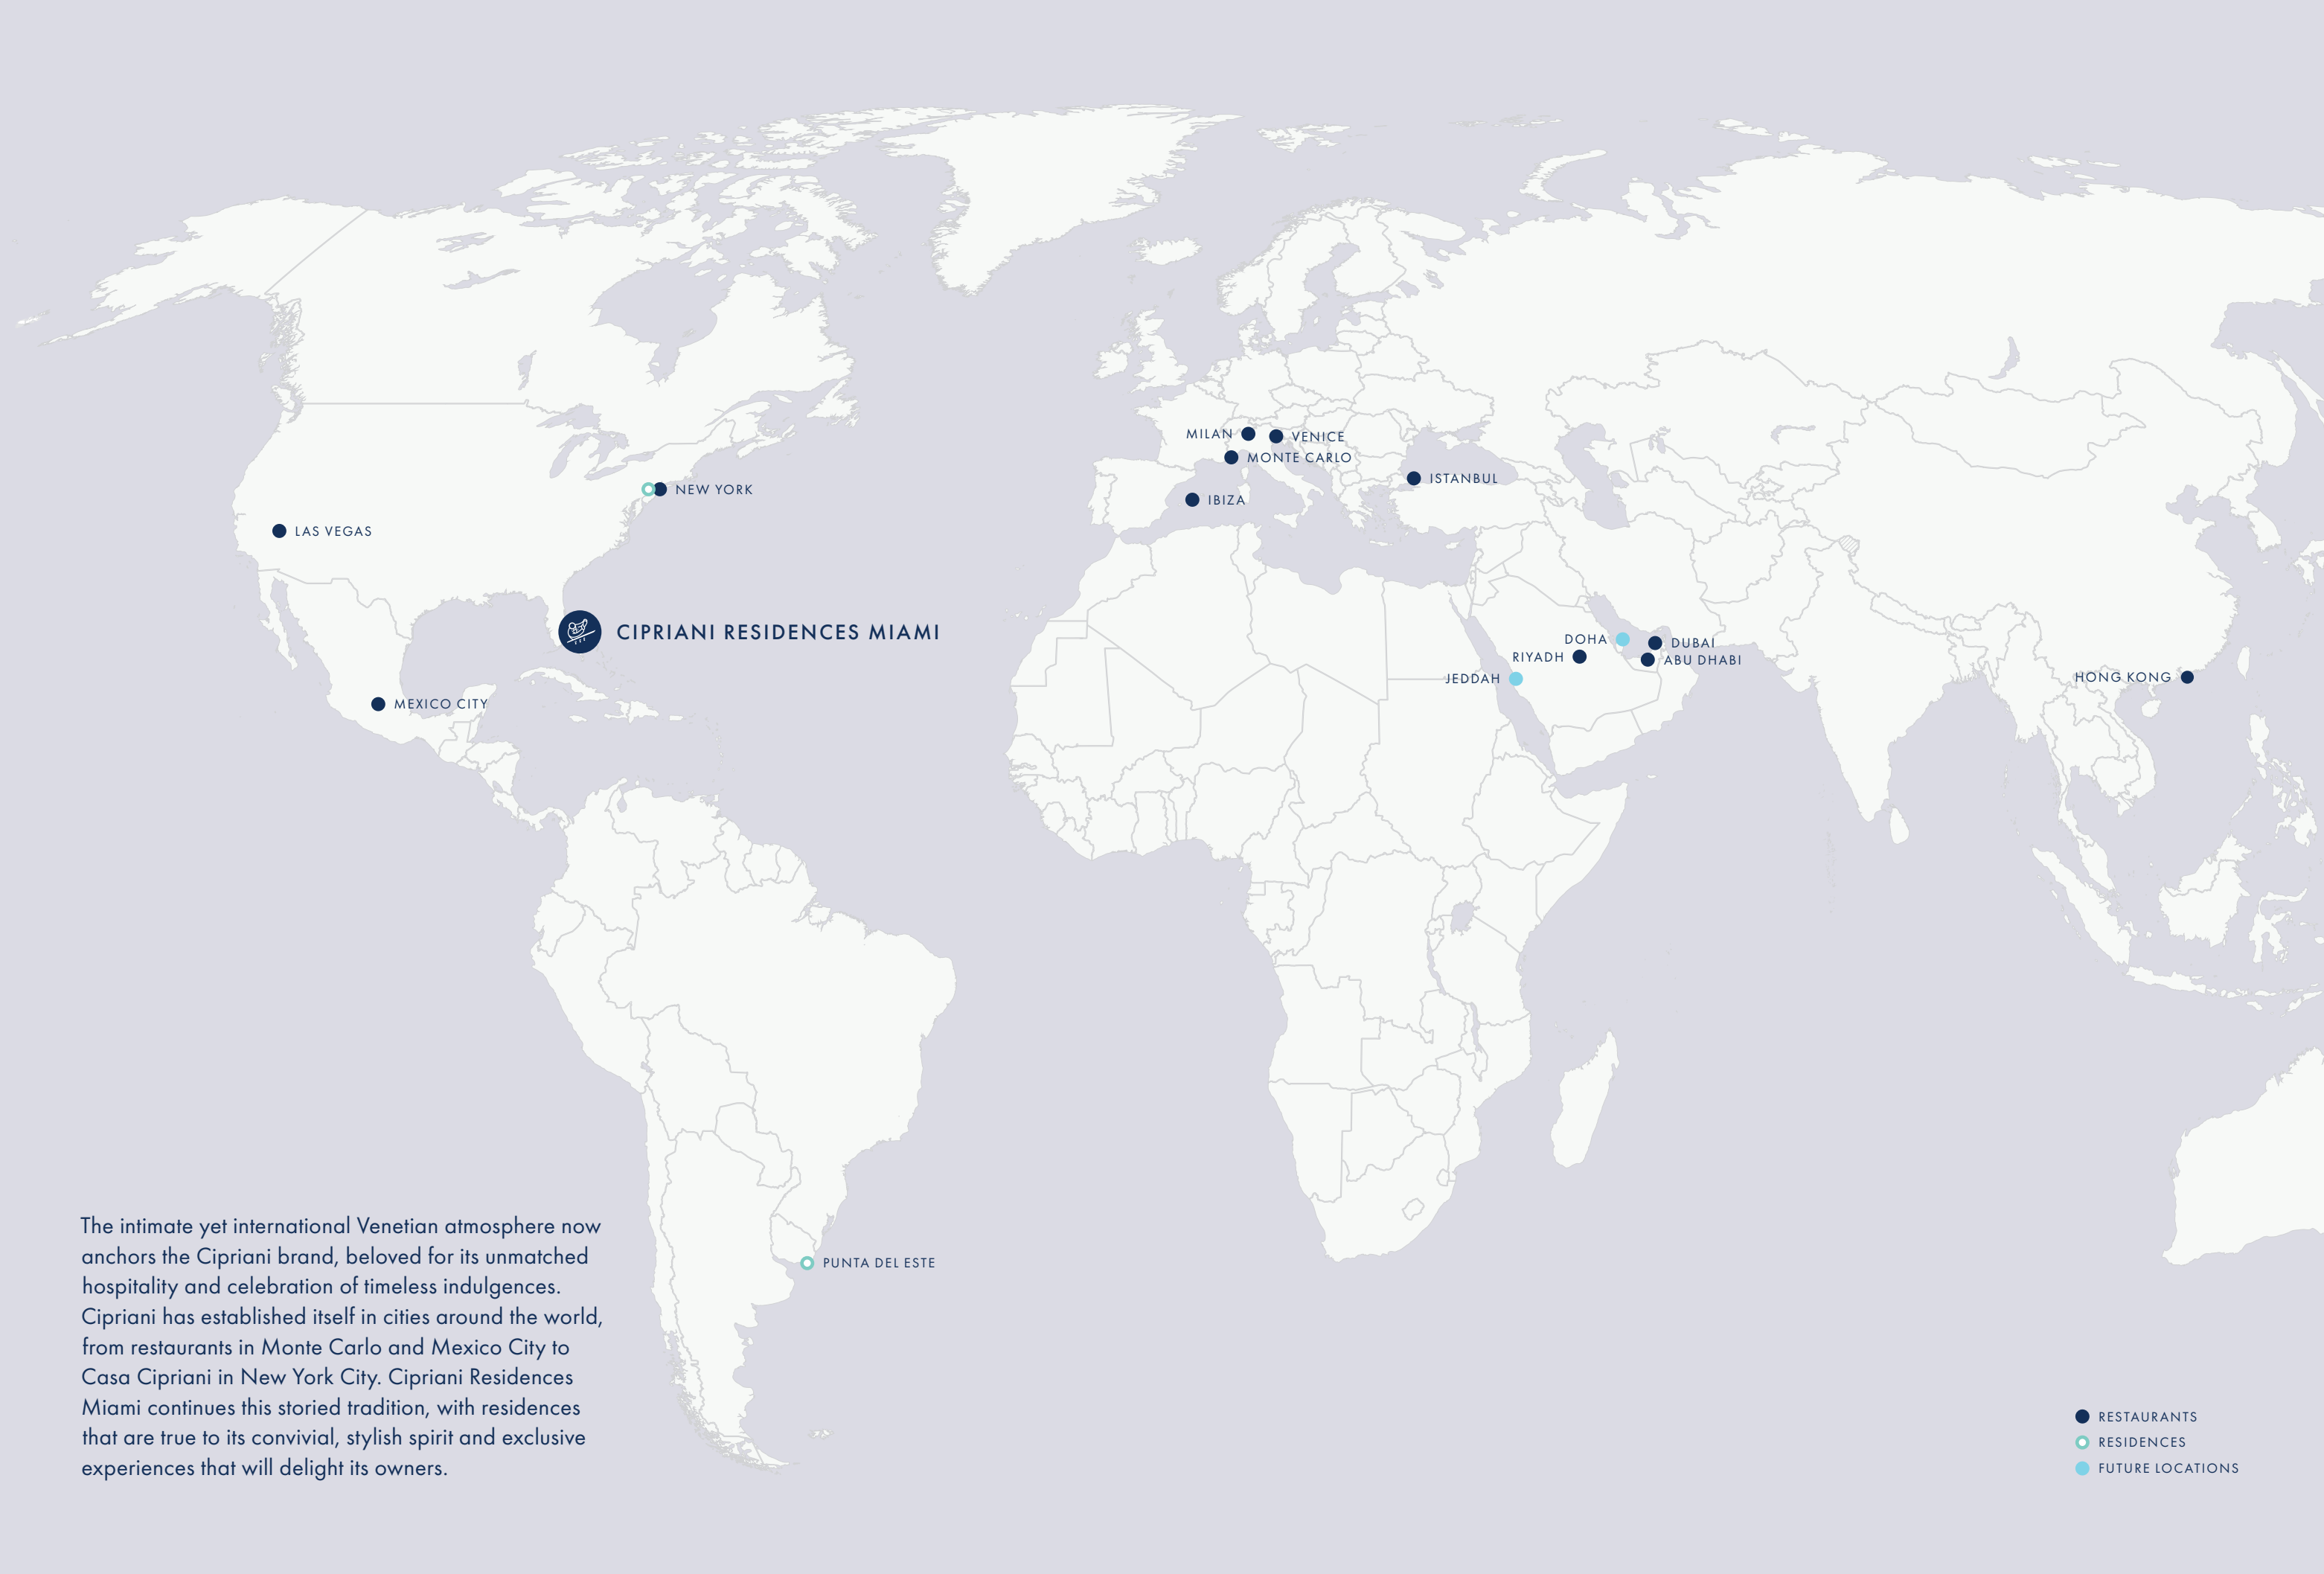 MILAN
VENICE
MONTE CARLO
ISTANBUL
NEW YORK
IBIZA
LAS VEGAS
CIPRIANI RESIDENCES MIAMI
DOHA
DUBAI
RIYADH
ABU DHABI
JEDDAH
HONG KONG
MEXICO CITY
PUNTA DEL ESTE
The intimate yet international Venetian atmosphere now
anchors the Cipriani brand, beloved for its unmatched
hospitality and celebration of timeless indulgences.
Cipriani has established itself in cities around the world,
from restaurants in Monte Carlo and Mexico City to
Casa Cipriani in New York City. Cipriani Residences
Miami continues this storied tradition, with residences
that are true to its convivial, stylish spirit and exclusive
experiences that will delight its owners.
RESTAURANTS
RESIDENCES
FUTURE LOCATIONS